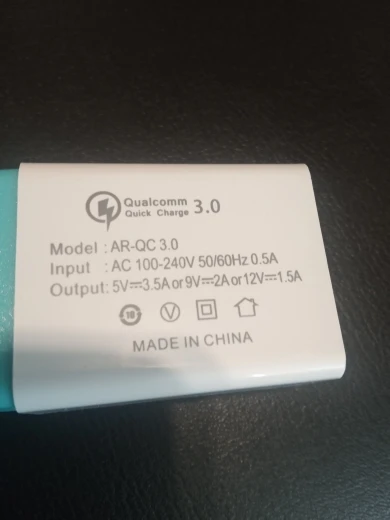 Qualcomm
Quick Charge 3.0
Model : AR-QC 3.0
Input : AC 100-240V 50/60Hz 0.5A
Output: 5V⎓3.5A or 9V⎓2A or 12V⎓1.5A
10 V
MADE IN CHINA